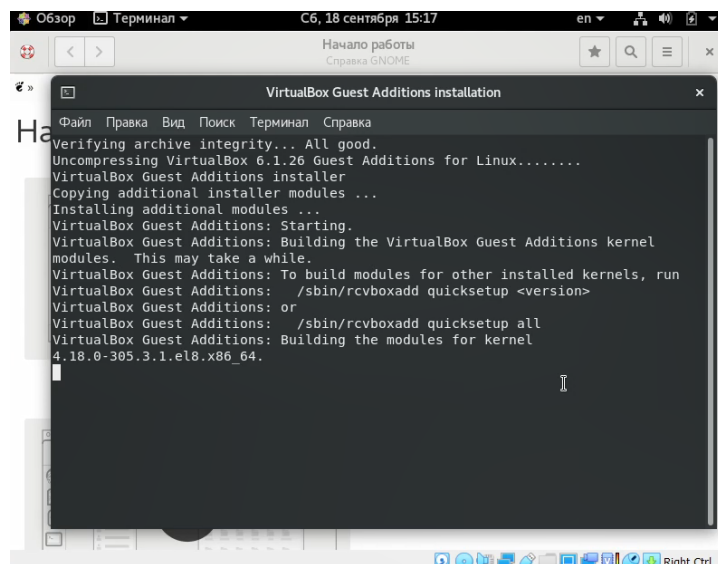 Обзор Терминал Сб, 18 сентября 15:17 en
Начало работы
Справка GNOME
»
На
VirtualBox Guest Additions installation
Файл Правка Вид Поиск Терминал Справка
Verifying archive integrity... All good.
Uncompressing VirtualBox 6.1.26 Guest Additions for Linux........
VirtualBox Guest Additions installer
Copying additional installer modules ...
Installing additional modules ...
VirtualBox Guest Additions: Starting.
VirtualBox Guest Additions: Building the VirtualBox Guest Additions kernel
modules.  This may take a while.
VirtualBox Guest Additions: To build modules for other installed kernels, run
VirtualBox Guest Additions:   /sbin/rcvboxadd quicksetup <version>
VirtualBox Guest Additions: or
VirtualBox Guest Additions:   /sbin/rcvboxadd quicksetup all
VirtualBox Guest Additions: Building the modules for kernel
4.18.0-305.3.1.el8.x86_64.
Right Ctrl